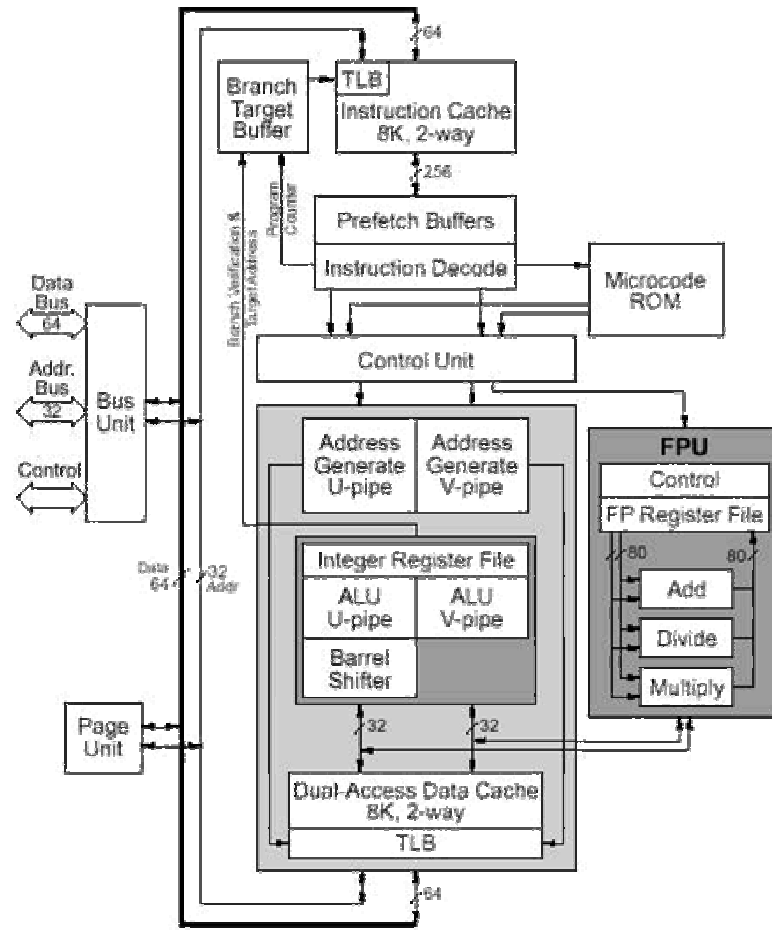 64
Branch
Target
Buffer
TLB
Instruction Cache
8K, 2-way
256
Program
Counter
Branch Verification &
Target Address
Prefetch Buffers
Instruction Decode
Microcode
ROM
Data
Bus
64
Addr.
Bus
32
Control
Bus
Unit
Control Unit
Address
Generate
U-pipe
Address
Generate
V-pipe
FPU
Control
FP Register File
80
80
Add
Divide
Multiply
Integer Register File
ALU
U-pipe
ALU
V-pipe
Barrel
Shifter
Data
64
32
Addr
Page
Unit
32
32
Dual-Access Data Cache
8K, 2-way
TLB
64